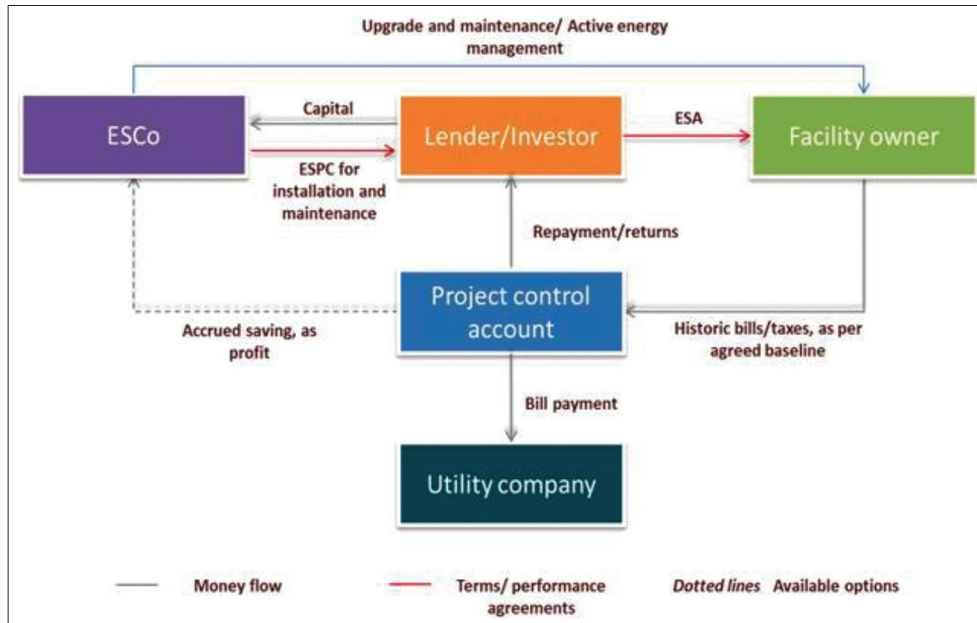 Upgrade and maintenance/ Active energy
management
ESCo
Capital
Lender/Investor
ESA
Facility owner
ESPC for
installation and
maintenance
Repayment/returns
Project control
account
Accrued saving, as
profit
Historic bills/taxes, as per
agreed baseline
Bill payment
Utility company
Money flow
Terms/ performance
agreements
Dotted lines Available options